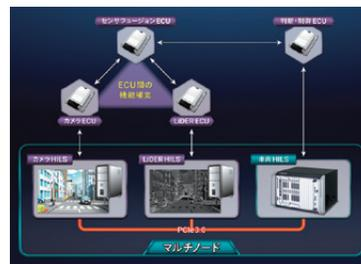 センサフュージョンECU
判断・制御ECU
ECU間の
機能補完
カメラECU
LiDER ECU
カメラHILS
LiDER HILS
車両HILS
PCIe3.0
マルチノード